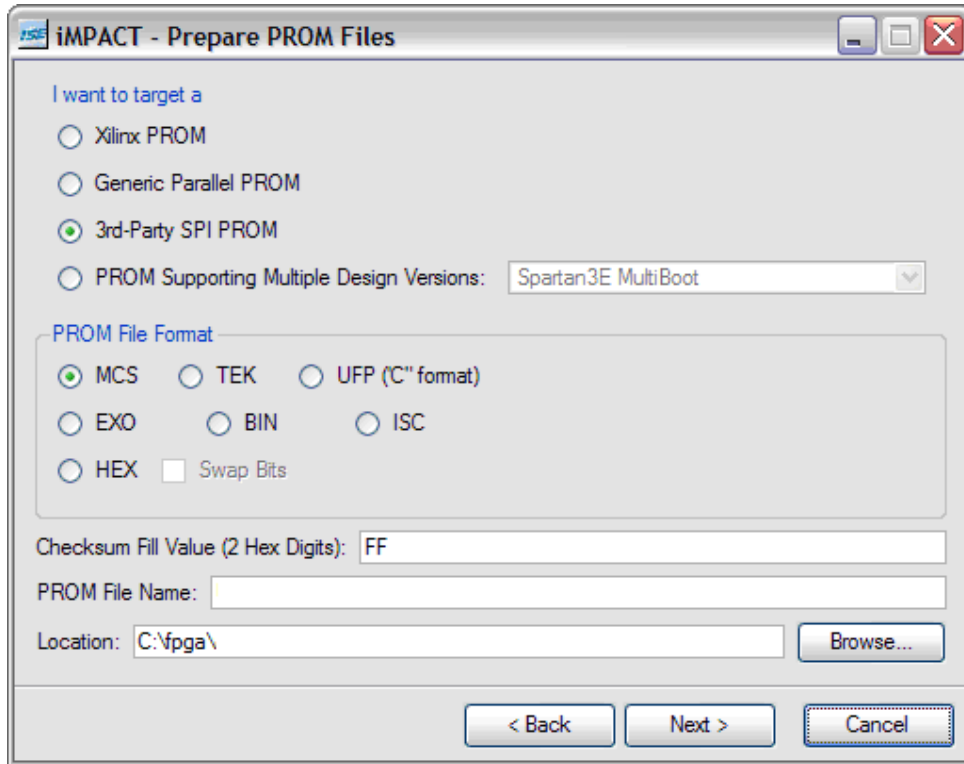 ISE iMPACT - Prepare PROM Files
I want to target a
Xilinx PROM
Generic Parallel PROM
3rd-Party SPI PROM
PROM Supporting Multiple Design Versions: Spartan3E MultiBoot
PROM File Format
MCS TEK UFP ("C" format)
EXO BIN ISC
HEX Swap Bits
Checksum Fill Value (2 Hex Digits): FF
PROM File Name:
Location: C:\fpga\ Browse...
< Back Next > Cancel